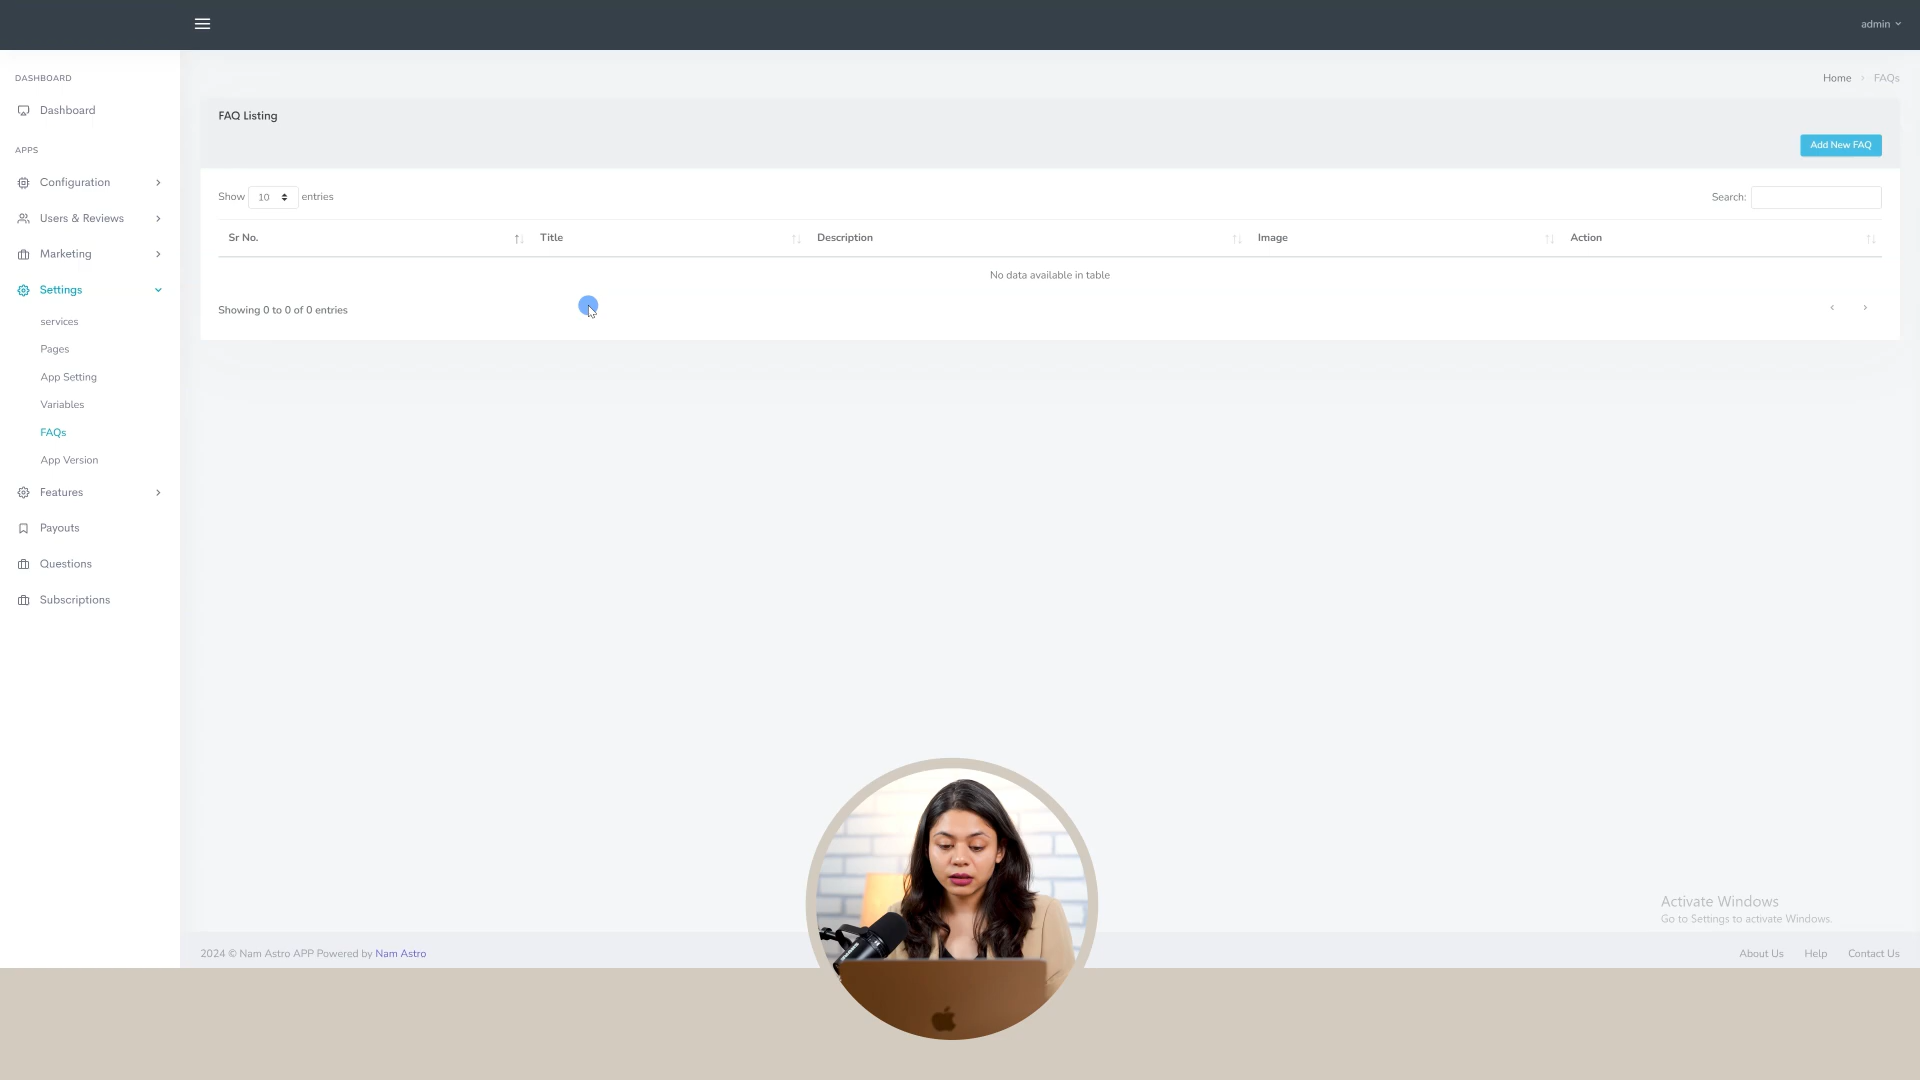 admin
DASHBOARD
Dashboard
APPS
Configuration
Users & Reviews
Marketing
Settings
services
Pages
App Setting
Variables
FAQs
App Version
Features
Payouts
Questions
Subscriptions
Home > FAQs
FAQ Listing
Add New FAQ
Show 10 entries
Search:
Sr No. Title Description Image Action
No data available in table
Showing 0 to 0 of 0 entries
Activate Windows
Go to Settings to activate Windows.
2024 © Nam Astro APP Powered by Nam Astro
About Us Help Contact Us